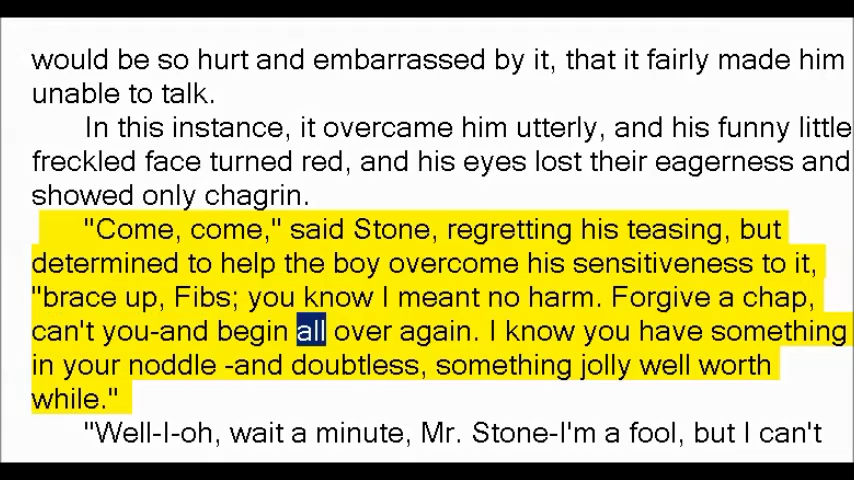 would be so hurt and embarrassed by it, that it fairly made him
unable to talk.
In this instance, it overcame him utterly, and his funny little
freckled face turned red, and his eyes lost their eagerness and
showed only chagrin.
"Come, come," said Stone, regretting his teasing, but
determined to help the boy overcome his sensitiveness to it,
"brace up, Fibs; you know I meant no harm. Forgive a chap,
can't you-and begin all over again. I know you have something
in your noddle -and doubtless, something jolly well worth
while."
"Well-I-oh, wait a minute, Mr. Stone-I'm a fool, but I can't